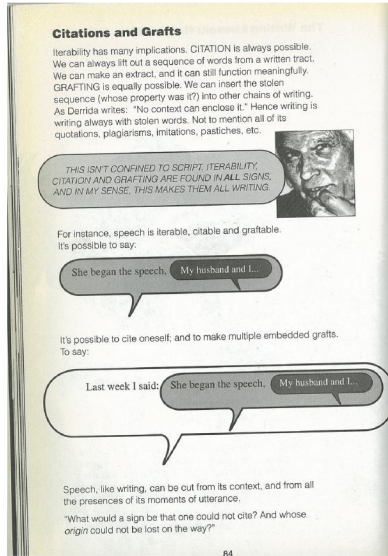 Citations and Grafts
Iterability has many implications. CITATION is always possible.
We can always lift out a sequence of words from a written tract.
We can make an extract, and it can still function meaningfully.
GRAFTING is equally possible. We can insert the stolen
sequence (whose property was it?) into other chains of writing.
As Derrida writes: "No context can enclose it." Hence writing is
writing always with stolen words. Not to mention all of its
quotations, plagiarisms, imitations, pastiches, etc.
THIS ISN'T CONFINED TO SCRIPT. ITERABILITY,
CITATION AND GRAFTING ARE FOUND IN ALL SIGNS,
AND IN MY SENSE, THIS MAKES THEM ALL WRITING.
For instance, speech is iterable, citable and graftable.
It's possible to say:
She began the speech, My husband and I...
It's possible to cite oneself; and to make multiple embedded grafts.
To say:
Last week I said: She began the speech, My husband and I...
Speech, like writing, can be cut from its context, and from all
the presences of its moments of utterance.
"What would a sign be that one could not cite? And whose
origin could not be lost on the way?"
84